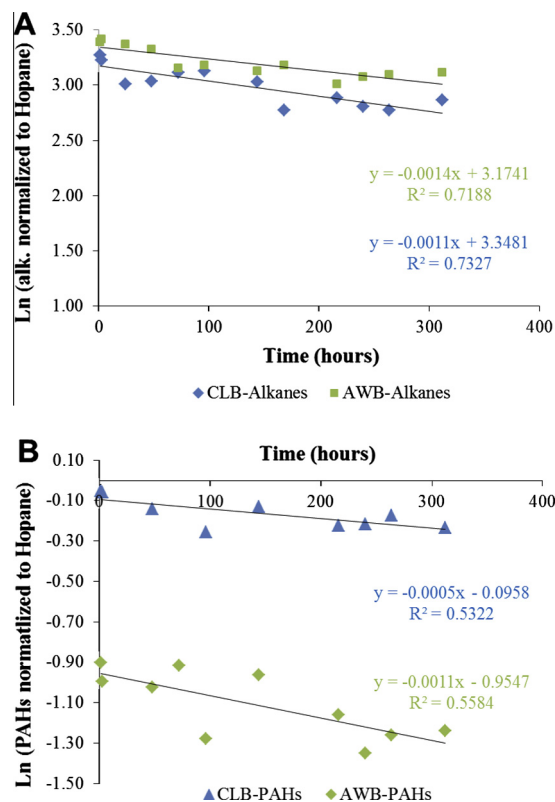 A
Ln (alk. normalized to Hopane)
3.50
3.00
2.50
2.00
1.50
1.00
y = -0.0014x + 3.1741
R² = 0.7188
y = -0.0011x + 3.3481
R² = 0.7327
0 100 200 300 400
Time (hours)
CLB-Alkanes AWB-Alkanes
B
Time (hours)
Ln (PAHs normatlized to Hopane)
0.10
0 100 200 300 400
-0.10
-0.30
-0.50
-0.70
-0.90
-1.10
-1.30
-1.50
y = -0.0005x - 0.0958
R² = 0.5322
y = -0.0011x - 0.9547
R² = 0.5584
CLB-PAHs AWB-PAHs